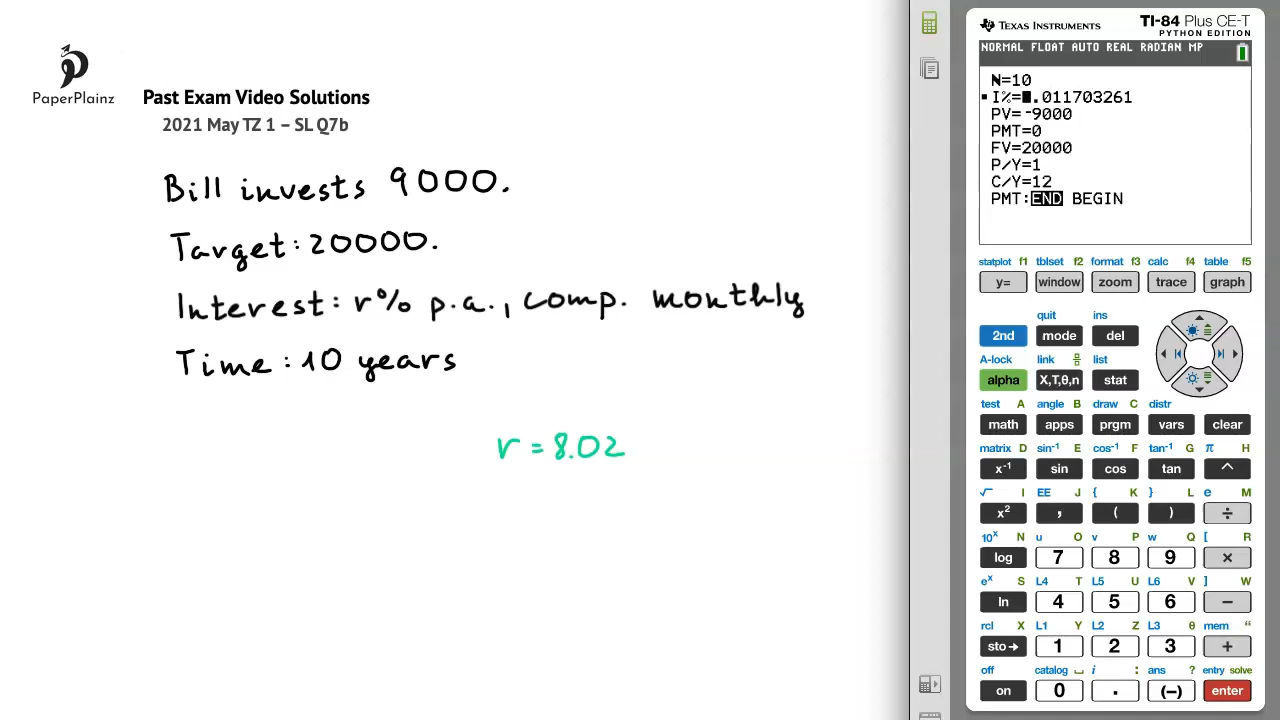 PaperPlainz
Past Exam Video Solutions
2021 May TZ 1 – SL Q7b
Bill invests 9000.
Target: 20000.
Interest: r% p.a., comp. monthly
Time: 10 years
r = 8.02
TEXAS INSTRUMENTS
TI-84 Plus CE-T
PYTHON EDITION
NORMAL FLOAT AUTO REAL RADIAN MP
N=10
I%=█.011703261
PV=-9000
PMT=0
FV=20000
P/Y=1
C/Y=12
PMT:END BEGIN
statplot f1 tblset f2 format f3 calc f4 table f5
y= window zoom trace graph
quit ins
2nd mode del
A-lock link list
alpha X,T,θ,n stat
test A angle B draw C distr
math apps prgm vars clear
matrix D sin⁻¹ E cos⁻¹ F tan⁻¹ G π H
x⁻¹ sin cos tan ^
√ I EE J { K } L e M
x² , ( ) ÷
10ˣ N u O v P w Q [ R
log 7 8 9 ×
eˣ S L4 T L5 U L6 V ] W
ln 4 5 6 −
rcl X L1 Y L2 Z L3 θ mem “
sto→ 1 2 3 +
off catalog ⎵ i : ans ? entry solve
on 0 . (−) enter